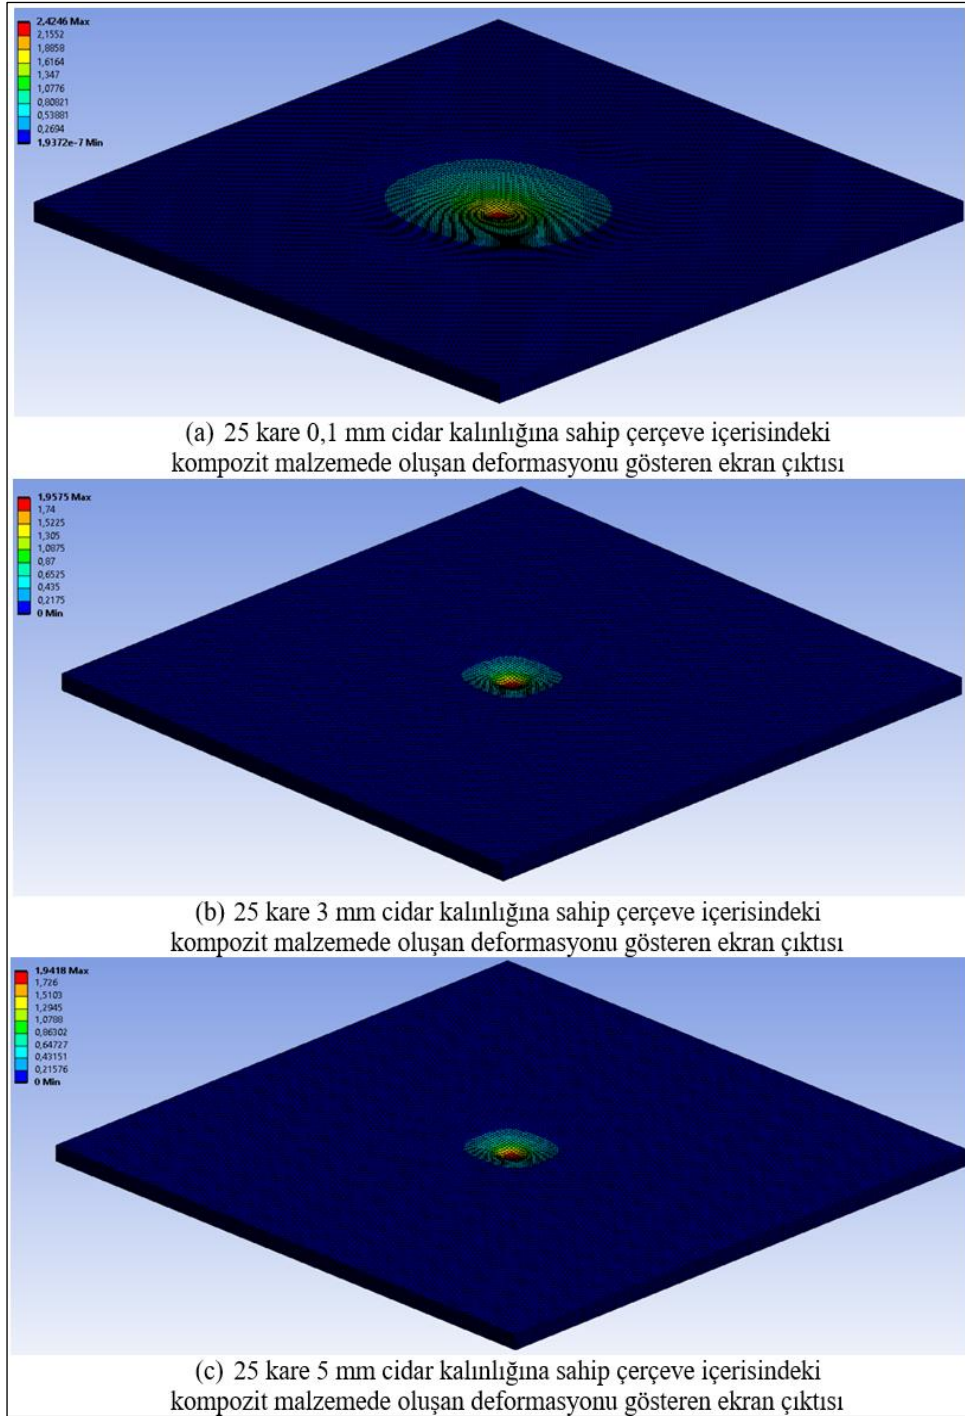 2,4246 Max
2,1552
1,8858
1,6164
1,347
1,0776
0,80821
0,53881
0,2694
1,9372e-7 Min
(a) 25 kare 0,1 mm cidar kalınlığına sahip çerçeve içerisindeki
kompozit malzemede oluşan deformasyonu gösteren ekran çıktısı
1,9575 Max
1,74
1,5225
1,305
1,0875
0,87
0,6525
0,435
0,2175
0 Min
(b) 25 kare 3 mm cidar kalınlığına sahip çerçeve içerisindeki
kompozit malzemede oluşan deformasyonu gösteren ekran çıktısı
1,9418 Max
1,726
1,5103
1,2945
1,0788
0,86302
0,64727
0,43151
0,21576
0 Min
(c) 25 kare 5 mm cidar kalınlığına sahip çerçeve içerisindeki
kompozit malzemede oluşan deformasyonu gösteren ekran çıktısı